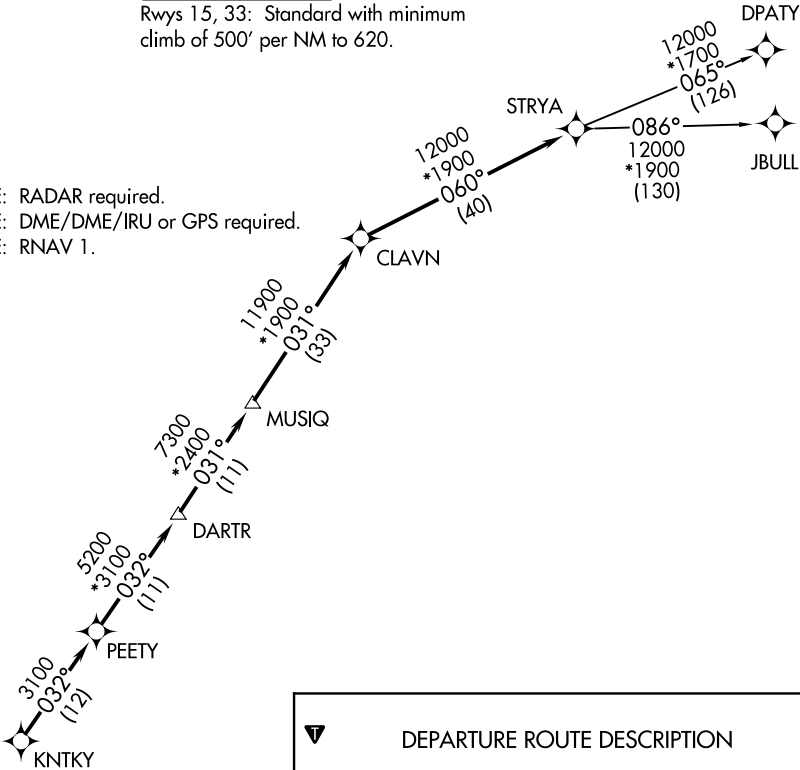 Rwys 15, 33: Standard with minimum
climb of 500' per NM to 620.
DPATY
12000
*1700
065°
(126)
STRYA
086°
12000
*1900
(130)
JBULL
12000
*1900
060°
(40)
E: RADAR required.
E: DME/DME/IRU or GPS required.
E: RNAV 1.
CLAVN
11900
*1900
031°
(33)
MUSIQ
7300
*2400
031°
(11)
DARTR
5200
*3100
032°
(11)
PEETY
3100
032°
(12)
KNTKY
T
DEPARTURE ROUTE DESCRIPTION